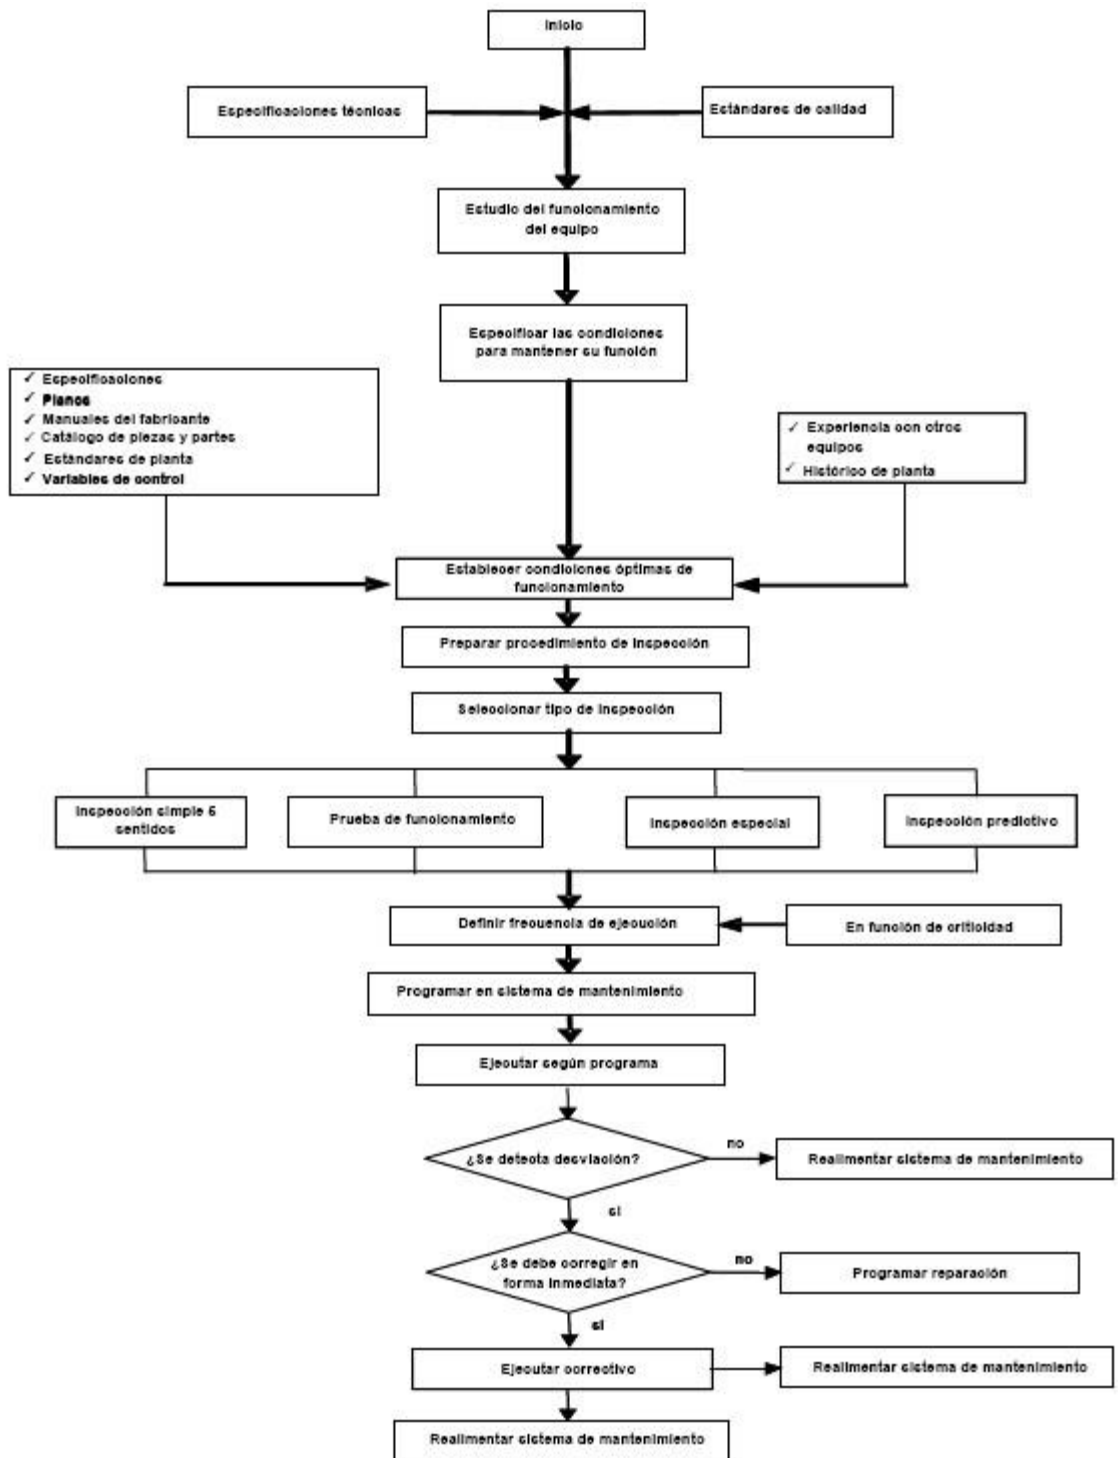 Inicio
Especificaciones técnicas
Estándares de calidad
Estudio del funcionamiento
del equipo
Especificar las condiciones
para mantener su función
✓ Especificaciones
✓ Planos
✓ Manuales del fabricante
✓ Catálogo de piezas y partes
✓ Estándares de planta
✓ Variables de control
✓ Experiencia con otros
equipos
✓ Histórico de planta
Establecer condiciones óptimas de
funcionamiento
Preparar procedimiento de inspección
Seleccionar tipo de inspección
Inspección simple 5
sentidos
Prueba de funcionamiento
Inspección especial
Inspección predictivo
Definir frecuencia de ejecución
En función de criticidad
Programar en sistema de mantenimiento
Ejecutar según programa
¿Se detecta desviación?
no
Realimentar sistema de mantenimiento
si
¿Se debe corregir en
forma inmediata?
no
Programar reparación
si
Ejecutar correctivo
Realimentar sistema de mantenimiento
Realimentar sistema de mantenimiento